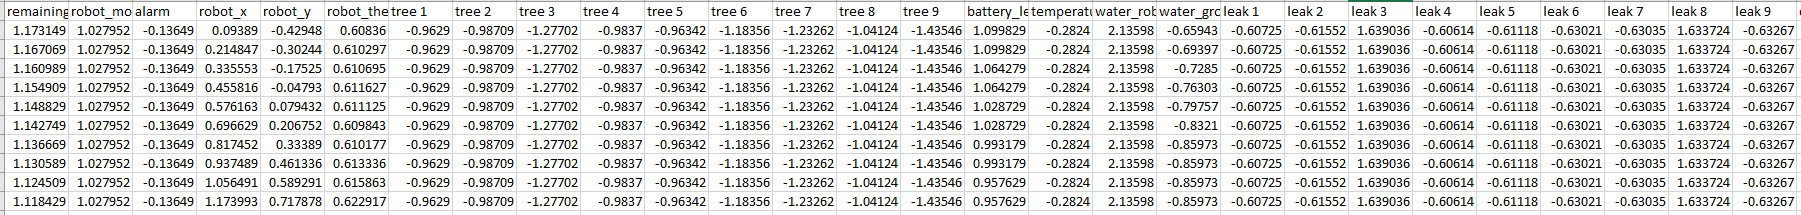 remaining robot_mo alarm robot_x robot_y robot_the tree 1 tree 2 tree 3 tree 4 tree 5 tree 6 tree 7 tree 8 tree 9 battery_le temperatu water_rob water_gro leak 1 leak 2 leak 3 leak 4 leak 5 leak 6 leak 7 leak 8 leak 9
1.173149 1.027952 -0.13649 0.09389 -0.42948 0.60836 -0.9629 -0.98709 -1.27702 -0.9837 -0.96342 -1.18356 -1.23262 -1.04124 -1.43546 1.099829 -0.2824 2.13598 -0.65943 -0.60725 -0.61552 1.639036 -0.60614 -0.61118 -0.63021 -0.63035 1.633724 -0.63267
1.167069 1.027952 -0.13649 0.214847 -0.30244 0.610297 -0.9629 -0.98709 -1.27702 -0.9837 -0.96342 -1.18356 -1.23262 -1.04124 -1.43546 1.099829 -0.2824 2.13598 -0.69397 -0.60725 -0.61552 1.639036 -0.60614 -0.61118 -0.63021 -0.63035 1.633724 -0.63267
1.160989 1.027952 -0.13649 0.335553 -0.17525 0.610695 -0.9629 -0.98709 -1.27702 -0.9837 -0.96342 -1.18356 -1.23262 -1.04124 -1.43546 1.064279 -0.2824 2.13598 -0.7285 -0.60725 -0.61552 1.639036 -0.60614 -0.61118 -0.63021 -0.63035 1.633724 -0.63267
1.154909 1.027952 -0.13649 0.455816 -0.04793 0.611627 -0.9629 -0.98709 -1.27702 -0.9837 -0.96342 -1.18356 -1.23262 -1.04124 -1.43546 1.064279 -0.2824 2.13598 -0.76303 -0.60725 -0.61552 1.639036 -0.60614 -0.61118 -0.63021 -0.63035 1.633724 -0.63267
1.148829 1.027952 -0.13649 0.576163 0.079432 0.611125 -0.9629 -0.98709 -1.27702 -0.9837 -0.96342 -1.18356 -1.23262 -1.04124 -1.43546 1.028729 -0.2824 2.13598 -0.79757 -0.60725 -0.61552 1.639036 -0.60614 -0.61118 -0.63021 -0.63035 1.633724 -0.63267
1.142749 1.027952 -0.13649 0.696629 0.206752 0.609843 -0.9629 -0.98709 -1.27702 -0.9837 -0.96342 -1.18356 -1.23262 -1.04124 -1.43546 1.028729 -0.2824 2.13598 -0.8321 -0.60725 -0.61552 1.639036 -0.60614 -0.61118 -0.63021 -0.63035 1.633724 -0.63267
1.136669 1.027952 -0.13649 0.817452 0.33389 0.610177 -0.9629 -0.98709 -1.27702 -0.9837 -0.96342 -1.18356 -1.23262 -1.04124 -1.43546 0.993179 -0.2824 2.13598 -0.85973 -0.60725 -0.61552 1.639036 -0.60614 -0.61118 -0.63021 -0.63035 1.633724 -0.63267
1.130589 1.027952 -0.13649 0.937489 0.461336 0.613336 -0.9629 -0.98709 -1.27702 -0.9837 -0.96342 -1.18356 -1.23262 -1.04124 -1.43546 0.993179 -0.2824 2.13598 -0.85973 -0.60725 -0.61552 1.639036 -0.60614 -0.61118 -0.63021 -0.63035 1.633724 -0.63267
1.124509 1.027952 -0.13649 1.056491 0.589291 0.615863 -0.9629 -0.98709 -1.27702 -0.9837 -0.96342 -1.18356 -1.23262 -1.04124 -1.43546 0.957629 -0.2824 2.13598 -0.85973 -0.60725 -0.61552 1.639036 -0.60614 -0.61118 -0.63021 -0.63035 1.633724 -0.63267
1.118429 1.027952 -0.13649 1.173993 0.717878 0.622917 -0.9629 -0.98709 -1.27702 -0.9837 -0.96342 -1.18356 -1.23262 -1.04124 -1.43546 0.957629 -0.2824 2.13598 -0.85973 -0.60725 -0.61552 1.639036 -0.60614 -0.61118 -0.63021 -0.63035 1.633724 -0.63267